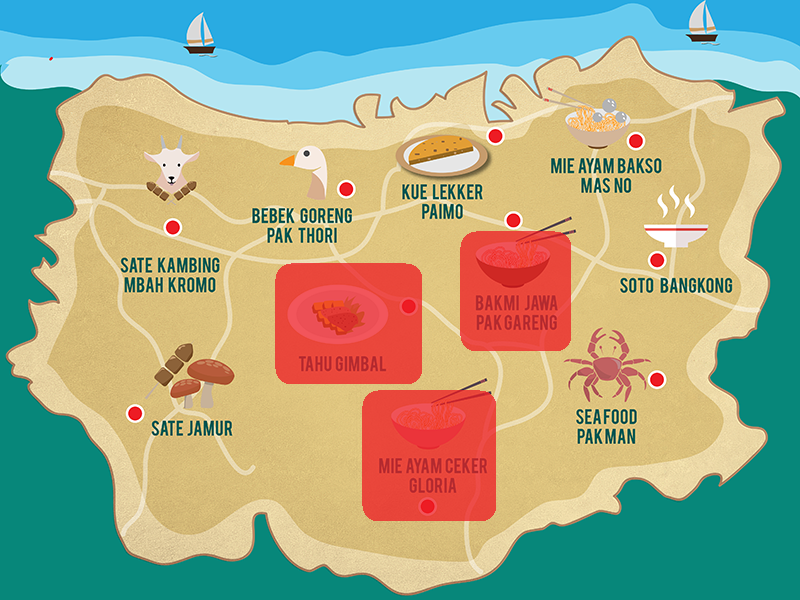 MIE AYAM BAKSO
MAS NO
KUE LEKKER
PAIMO
BEBEK GORENG
PAK THORI
SATE KAMBING
MBAH KROMO
SOTO BANGKONG
BAKMI JAWA
PAK GARENG
TAHU GIMBAL
SATE JAMUR
SEAFOOD
PAK MAN
MIE AYAM CEKER
GLORIA